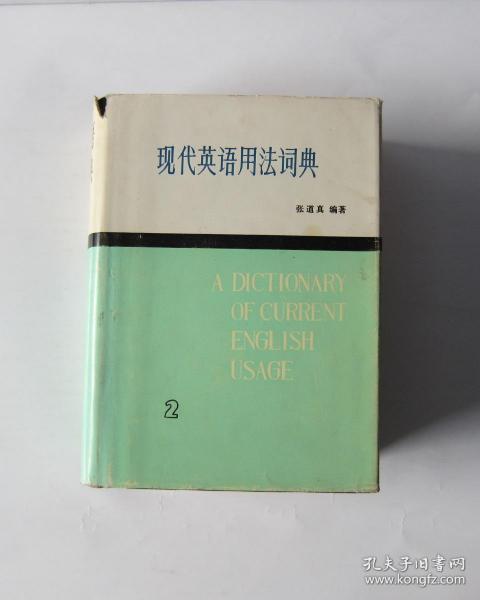 现代英语用法词典
张道真 编著
A DICTIONARY
OF CURRENT
ENGLISH
USAGE
2
孔夫子旧书网
www.kongfz.com